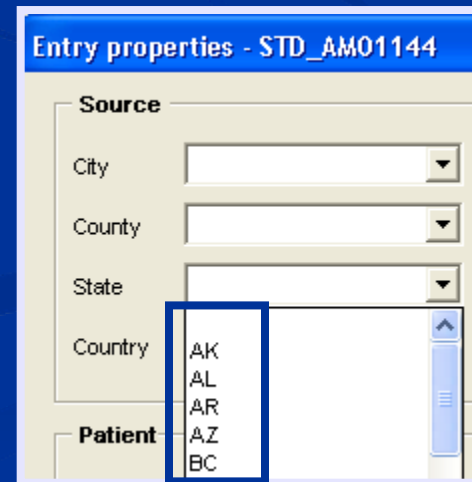 Entry properties - STD_AM01144
Source
City
County
State
Country
AK
AL
AR
AZ
BC
Patient